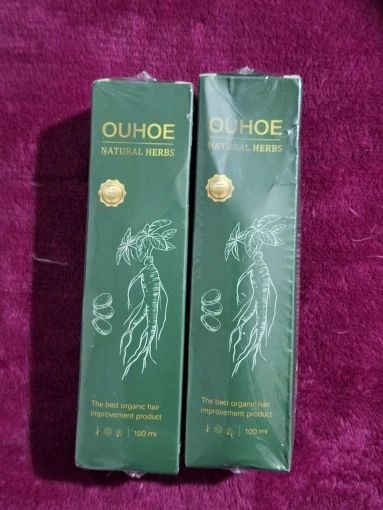 OUHOE
NATURAL HERBS
The best organic hair
improvement product
100 ml
OUHOE
NATURAL HERBS
The best organic hair
improvement product
100 ml